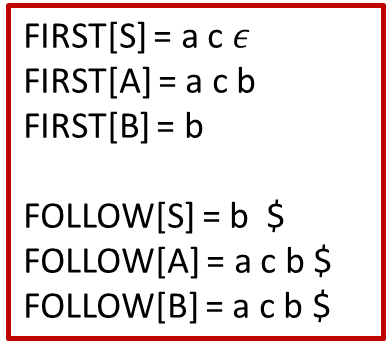 FIRST[S] = a c ϵ
FIRST[A] = a c b
FIRST[B] = b
FOLLOW[S] = b $
FOLLOW[A] = a c b $
FOLLOW[B] = a c b $